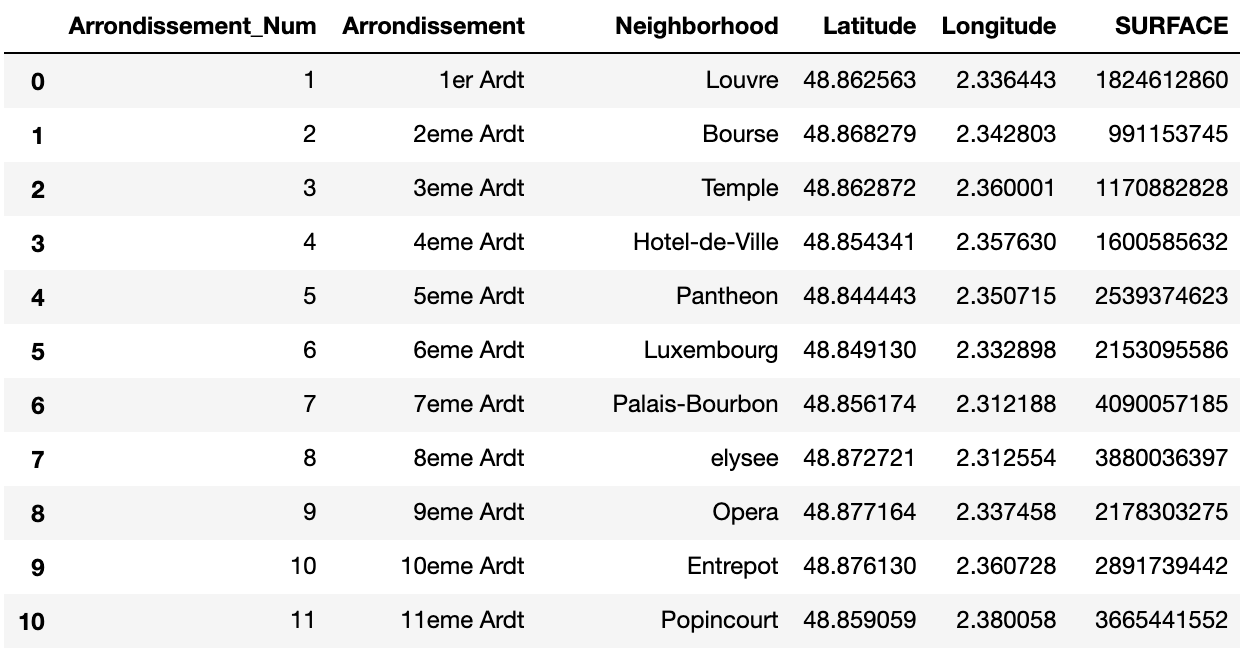 Arrondissement_Num Arrondissement Neighborhood Latitude Longitude SURFACE
0 1 1er Ardt Louvre 48.862563 2.336443 1824612860
1 2 2eme Ardt Bourse 48.868279 2.342803 991153745
2 3 3eme Ardt Temple 48.862872 2.360001 1170882828
3 4 4eme Ardt Hotel-de-Ville 48.854341 2.357630 1600585632
4 5 5eme Ardt Pantheon 48.844443 2.350715 2539374623
5 6 6eme Ardt Luxembourg 48.849130 2.332898 2153095586
6 7 7eme Ardt Palais-Bourbon 48.856174 2.312188 4090057185
7 8 8eme Ardt elysee 48.872721 2.312554 3880036397
8 9 9eme Ardt Opera 48.877164 2.337458 2178303275
9 10 10eme Ardt Entrepot 48.876130 2.360728 2891739442
10 11 11eme Ardt Popincourt 48.859059 2.380058 3665441552